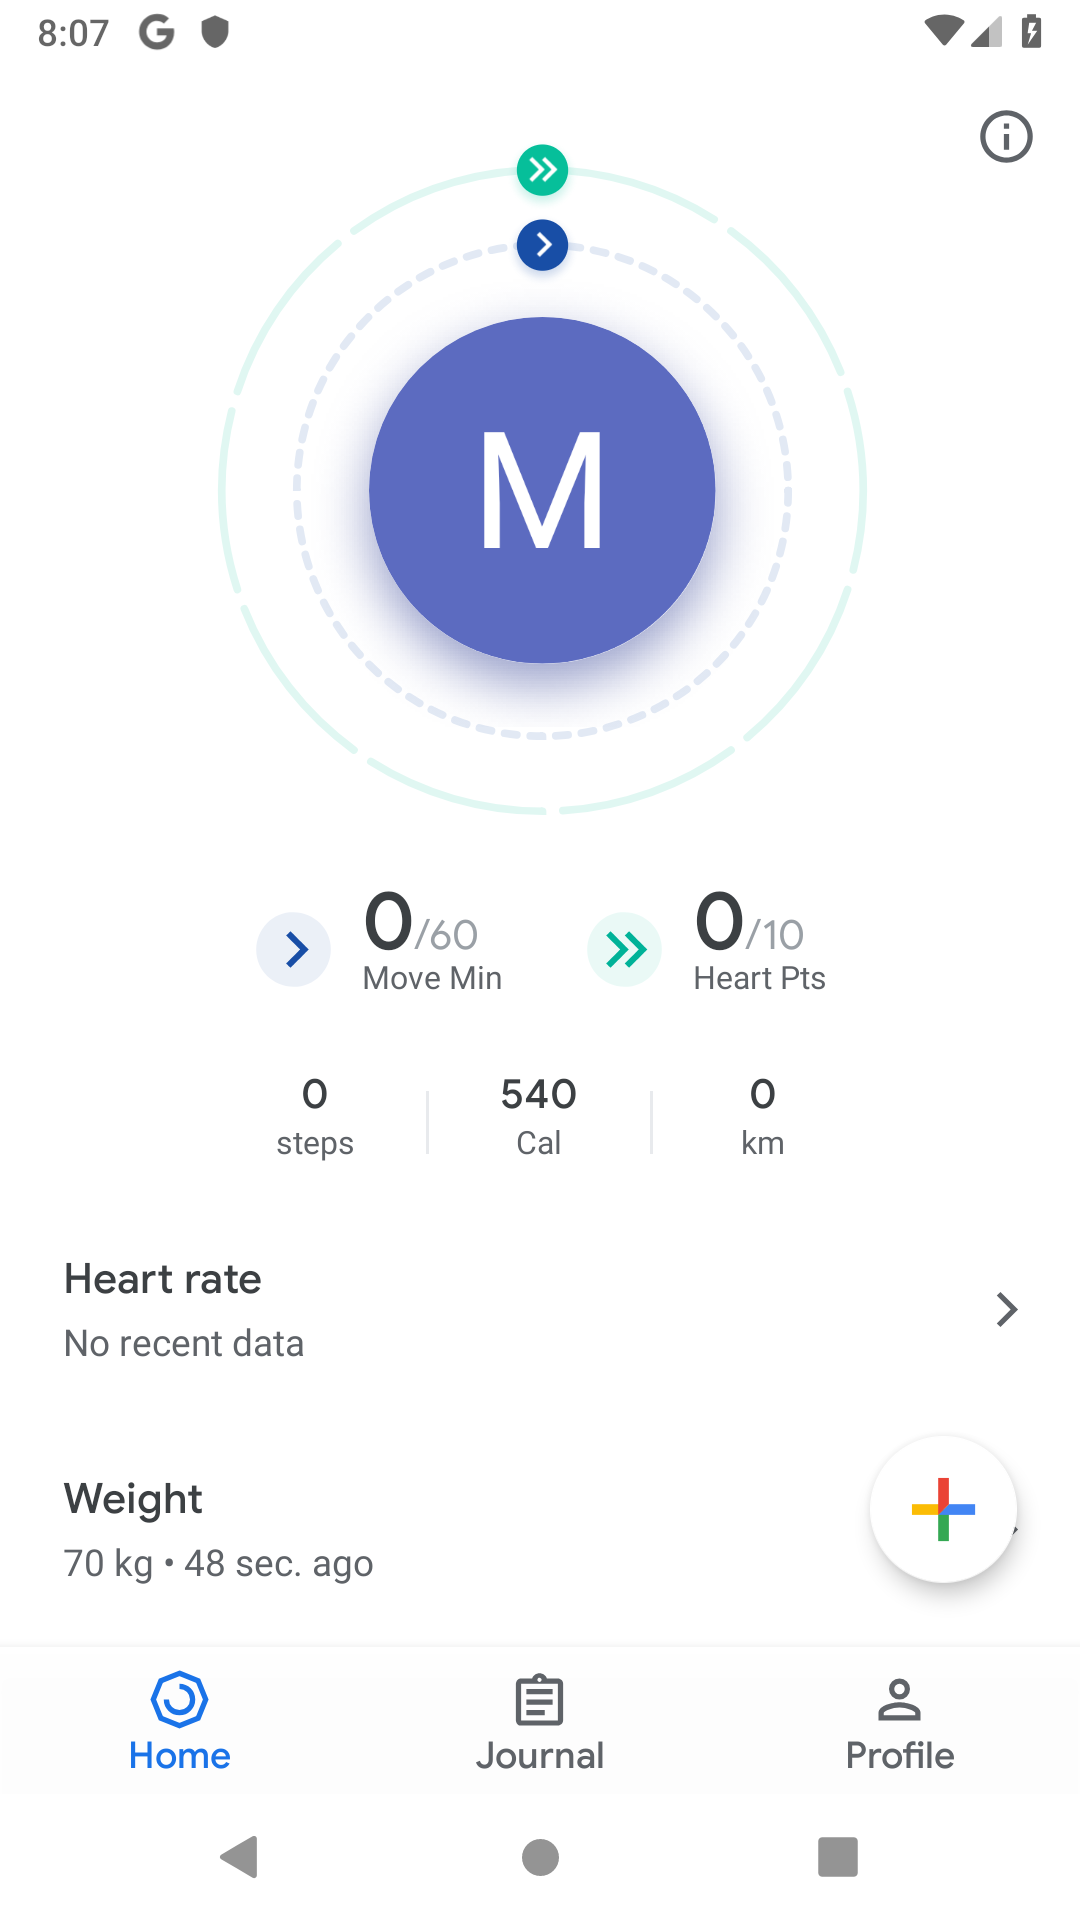 8:07
M
0/60
Move Min
0/10
Heart Pts
0
steps
540
Cal
0
km
Heart rate
No recent data
Weight
70 kg • 48 sec. ago
Home
Journal
Profile